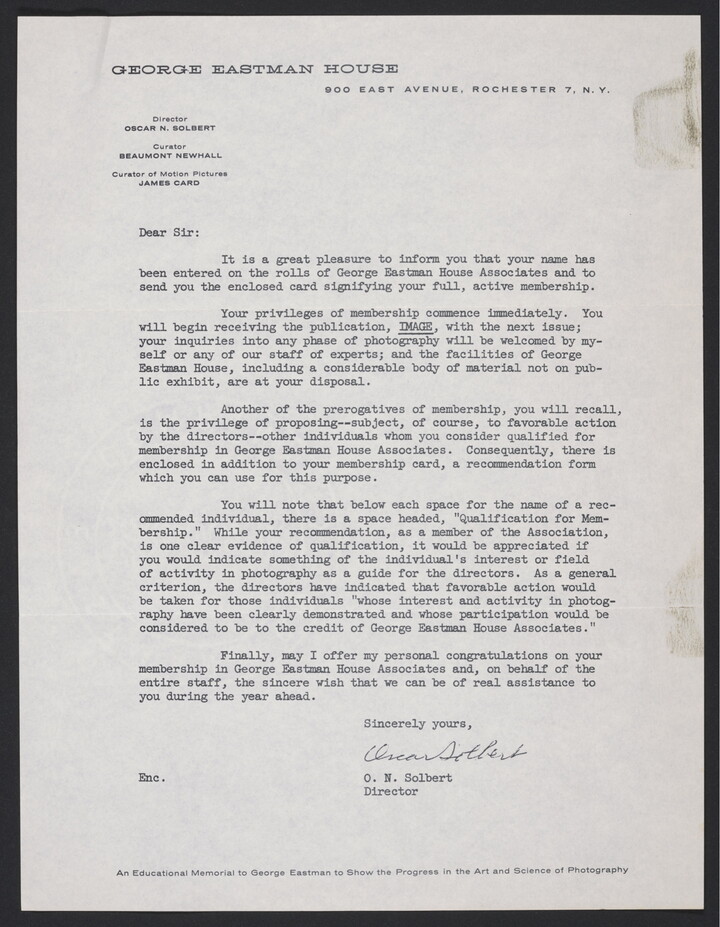 GEORGE EASTMAN HOUSE
900 EAST AVENUE, ROCHESTER 7, N.Y.
Director
OSCAR N. SOLBERT
Curator
BEAUMONT NEWHALL
Curator of Motion Pictures
JAMES CARD
Dear Sir:
It is a great pleasure to inform you that your name has
been entered on the rolls of George Eastman House Associates and to
send you the enclosed card signifying your full, active membership.
Your privileges of membership commence immediately. You
will begin receiving the publication, IMAGE, with the next issue;
your inquiries into any phase of photography will be welcomed by my-
self or any of our staff of experts; and the facilities of George
Eastman House, including a considerable body of material not on pub-
lic exhibit, are at your disposal.
Another of the prerogatives of membership, you will recall,
is the privilege of proposing--subject, of course, to favorable action
by the directors--other individuals whom you consider qualified for
membership in George Eastman House Associates. Consequently, there is
enclosed in addition to your membership card, a recommendation form
which you can use for this purpose.
You will note that below each space for the name of a rec-
ommended individual, there is a space headed, "Qualification for Mem-
bership." While your recommendation, as a member of the Association,
is one clear evidence of qualification, it would be appreciated if
you would indicate something of the individual's interest or field
of activity in photography as a guide for the directors. As a general
criterion, the directors have indicated that favorable action would
be taken for those individuals "whose interest and activity in photog-
raphy have been clearly demonstrated and whose participation would be
considered to be to the credit of George Eastman House Associates."
Finally, may I offer my personal congratulations on your
membership in George Eastman House Associates and, on behalf of the
entire staff, the sincere wish that we can be of real assistance to
you during the year ahead.
Sincerely yours,
Oscar Solbert
Enc.
O. N. Solbert
Director
An Educational Memorial to George Eastman to Show the Progress in the Art and Science of Photography